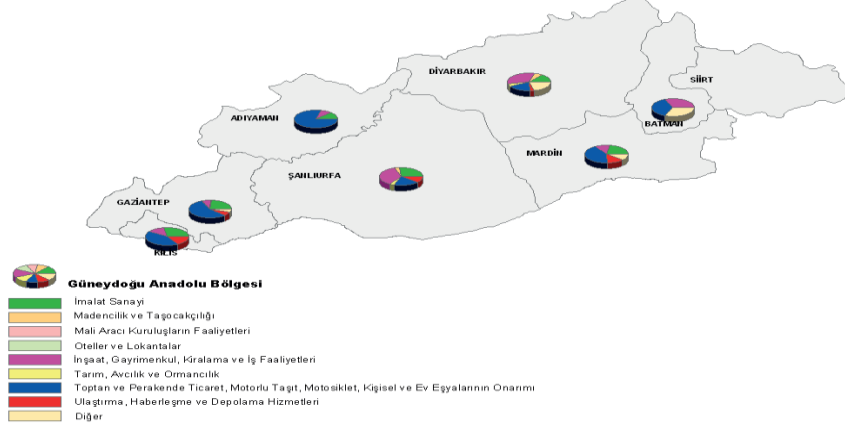 DİYARBAKIR
SİİRT
ADIYAMAN
BATMAN
MARDİN
ŞANLIURFA
GAZİANTEP
KİLİS
Güneydoğu Anadolu Bölgesi
İmalat Sanayi
Madencilik ve Taşocakçılığı
Mali Aracı Kuruluşların Faaliyetleri
Oteller ve Lokantalar
İnşaat, Gayrimenkul, Kiralama ve İş Faaliyetleri
Tarım, Avcılık ve Ormancılık
Toptan ve Perakende Ticaret, Motorlu Taşıt, Motosiklet, Kişisel ve Ev Eşyalarının Onarımı
Ulaştırma, Haberleşme ve Depolama Hizmetleri
Diğer